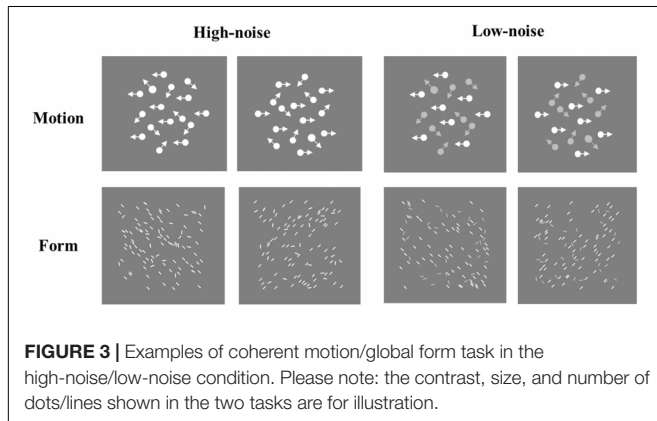 High-noise Low-noise
Motion
Form
FIGURE 3 | Examples of coherent motion/global form task in the
high-noise/low-noise condition. Please note: the contrast, size, and number of
dots/lines shown in the two tasks are for illustration.